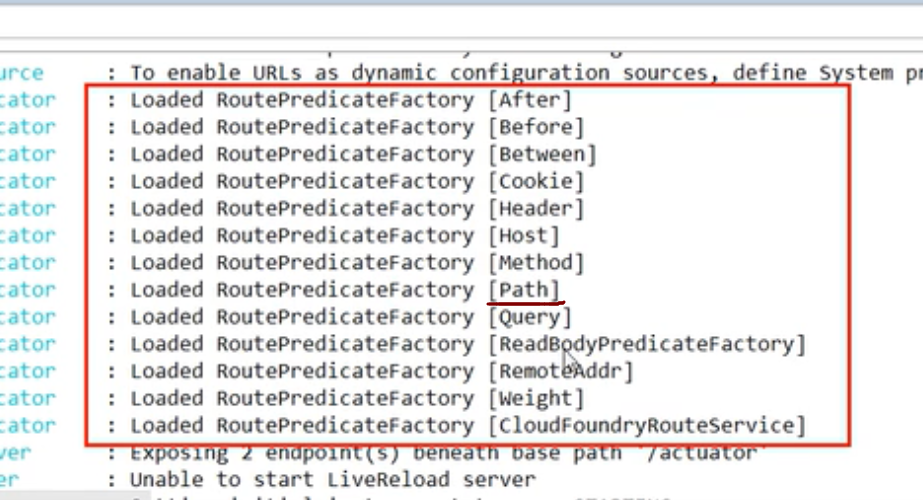 urce : To enable URLs as dynamic configuration sources, define System pr
cator : Loaded RoutePredicateFactory [After]
cator : Loaded RoutePredicateFactory [Before]
cator : Loaded RoutePredicateFactory [Between]
cator : Loaded RoutePredicateFactory [Cookie]
cator : Loaded RoutePredicateFactory [Header]
cator : Loaded RoutePredicateFactory [Host]
cator : Loaded RoutePredicateFactory [Method]
cator : Loaded RoutePredicateFactory [Path]
cator : Loaded RoutePredicateFactory [Query]
cator : Loaded RoutePredicateFactory [ReadBodyPredicateFactory]
cator : Loaded RoutePredicateFactory [RemoteAddr]
cator : Loaded RoutePredicateFactory [Weight]
cator : Loaded RoutePredicateFactory [CloudFoundryRouteService]
ver : Exposing 2 endpoint(s) beneath base path '/actuator'
er : Unable to start LiveReload server